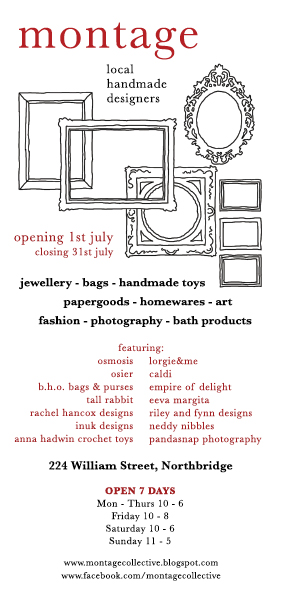 montage
local
handmade
designers
opening 1st july
closing 31st july
jewellery - bags - handmade toys
papergoods - homewares - art
fashion - photography - bath products
featuring:
osmosis lorgie&me
osier caldi
b.h.o. bags & purses empire of delight
tall rabbit eeva margita
rachel hancox designs riley and fynn designs
inuk designs neddy nibbles
anna hadwin crochet toys pandasnap photography
224 William Street, Northbridge
OPEN 7 DAYS
Mon - Thurs 10 - 6
Friday 10 - 8
Saturday 10 - 6
Sunday 11 - 5
www.montagecollective.blogspot.com
www.facebook.com/montagecollective